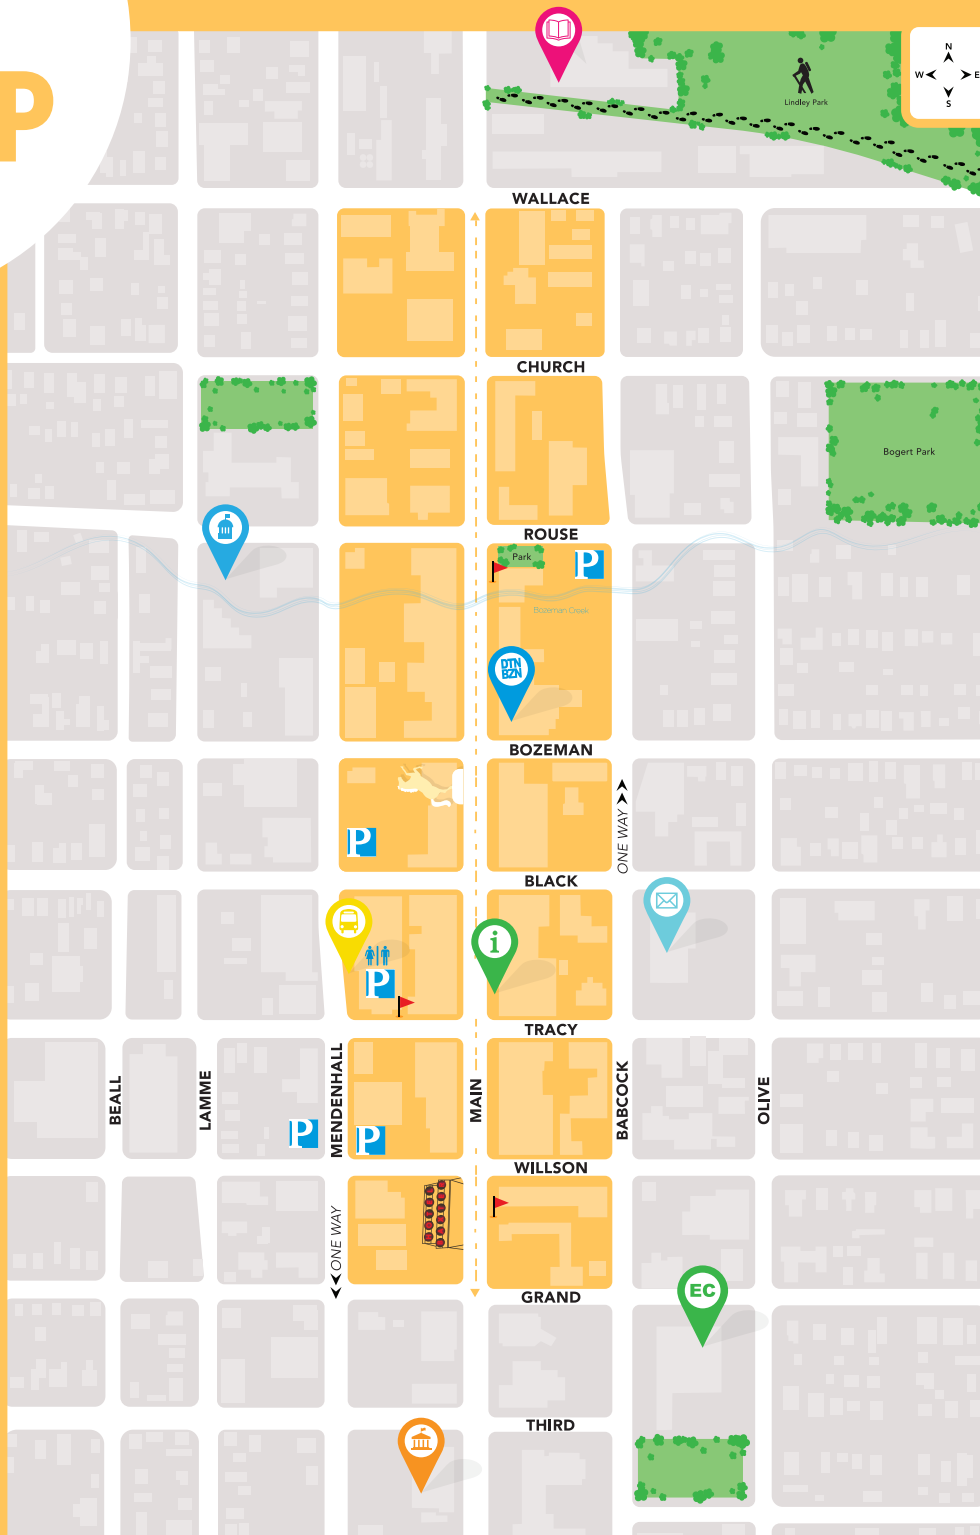 P
N
W E
S
Lindley Park
WALLACE
CHURCH
Bogert Park
ROUSE
Park
P
Bozeman Creek
DTN
BZN
BOZEMAN
ONE WAY
P
BLACK
i
P
TRACY
BEALL
LAMME
MENDENHALL
MAIN
BABCOCK
OLIVE
P
P
WILLSON
ONE WAY
EC
GRAND
THIRD